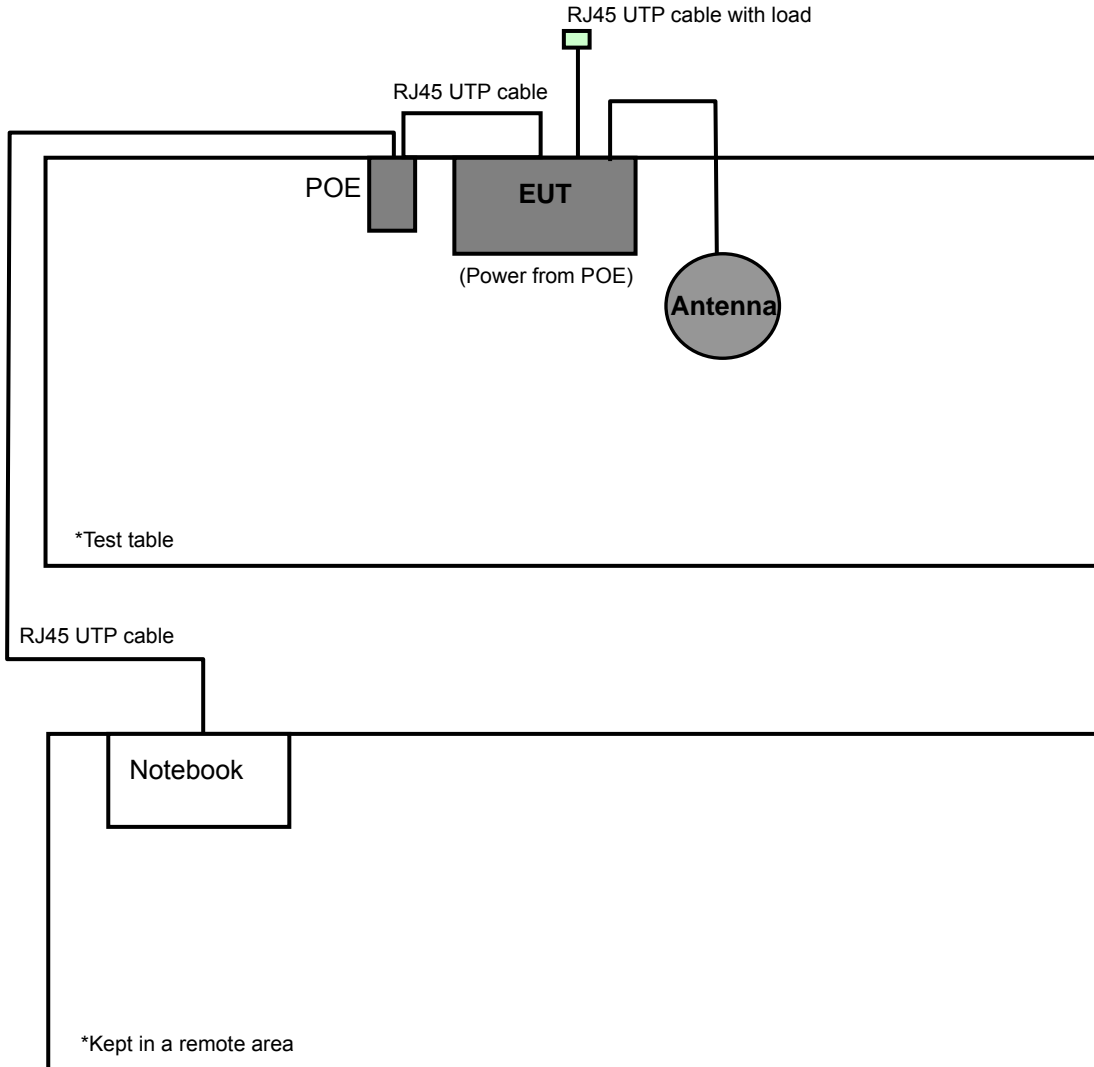 RJ45 UTP cable with load
RJ45 UTP cable
POE
EUT
(Power from POE)
Antenna
*Test table
RJ45 UTP cable
Notebook
*Kept in a remote area